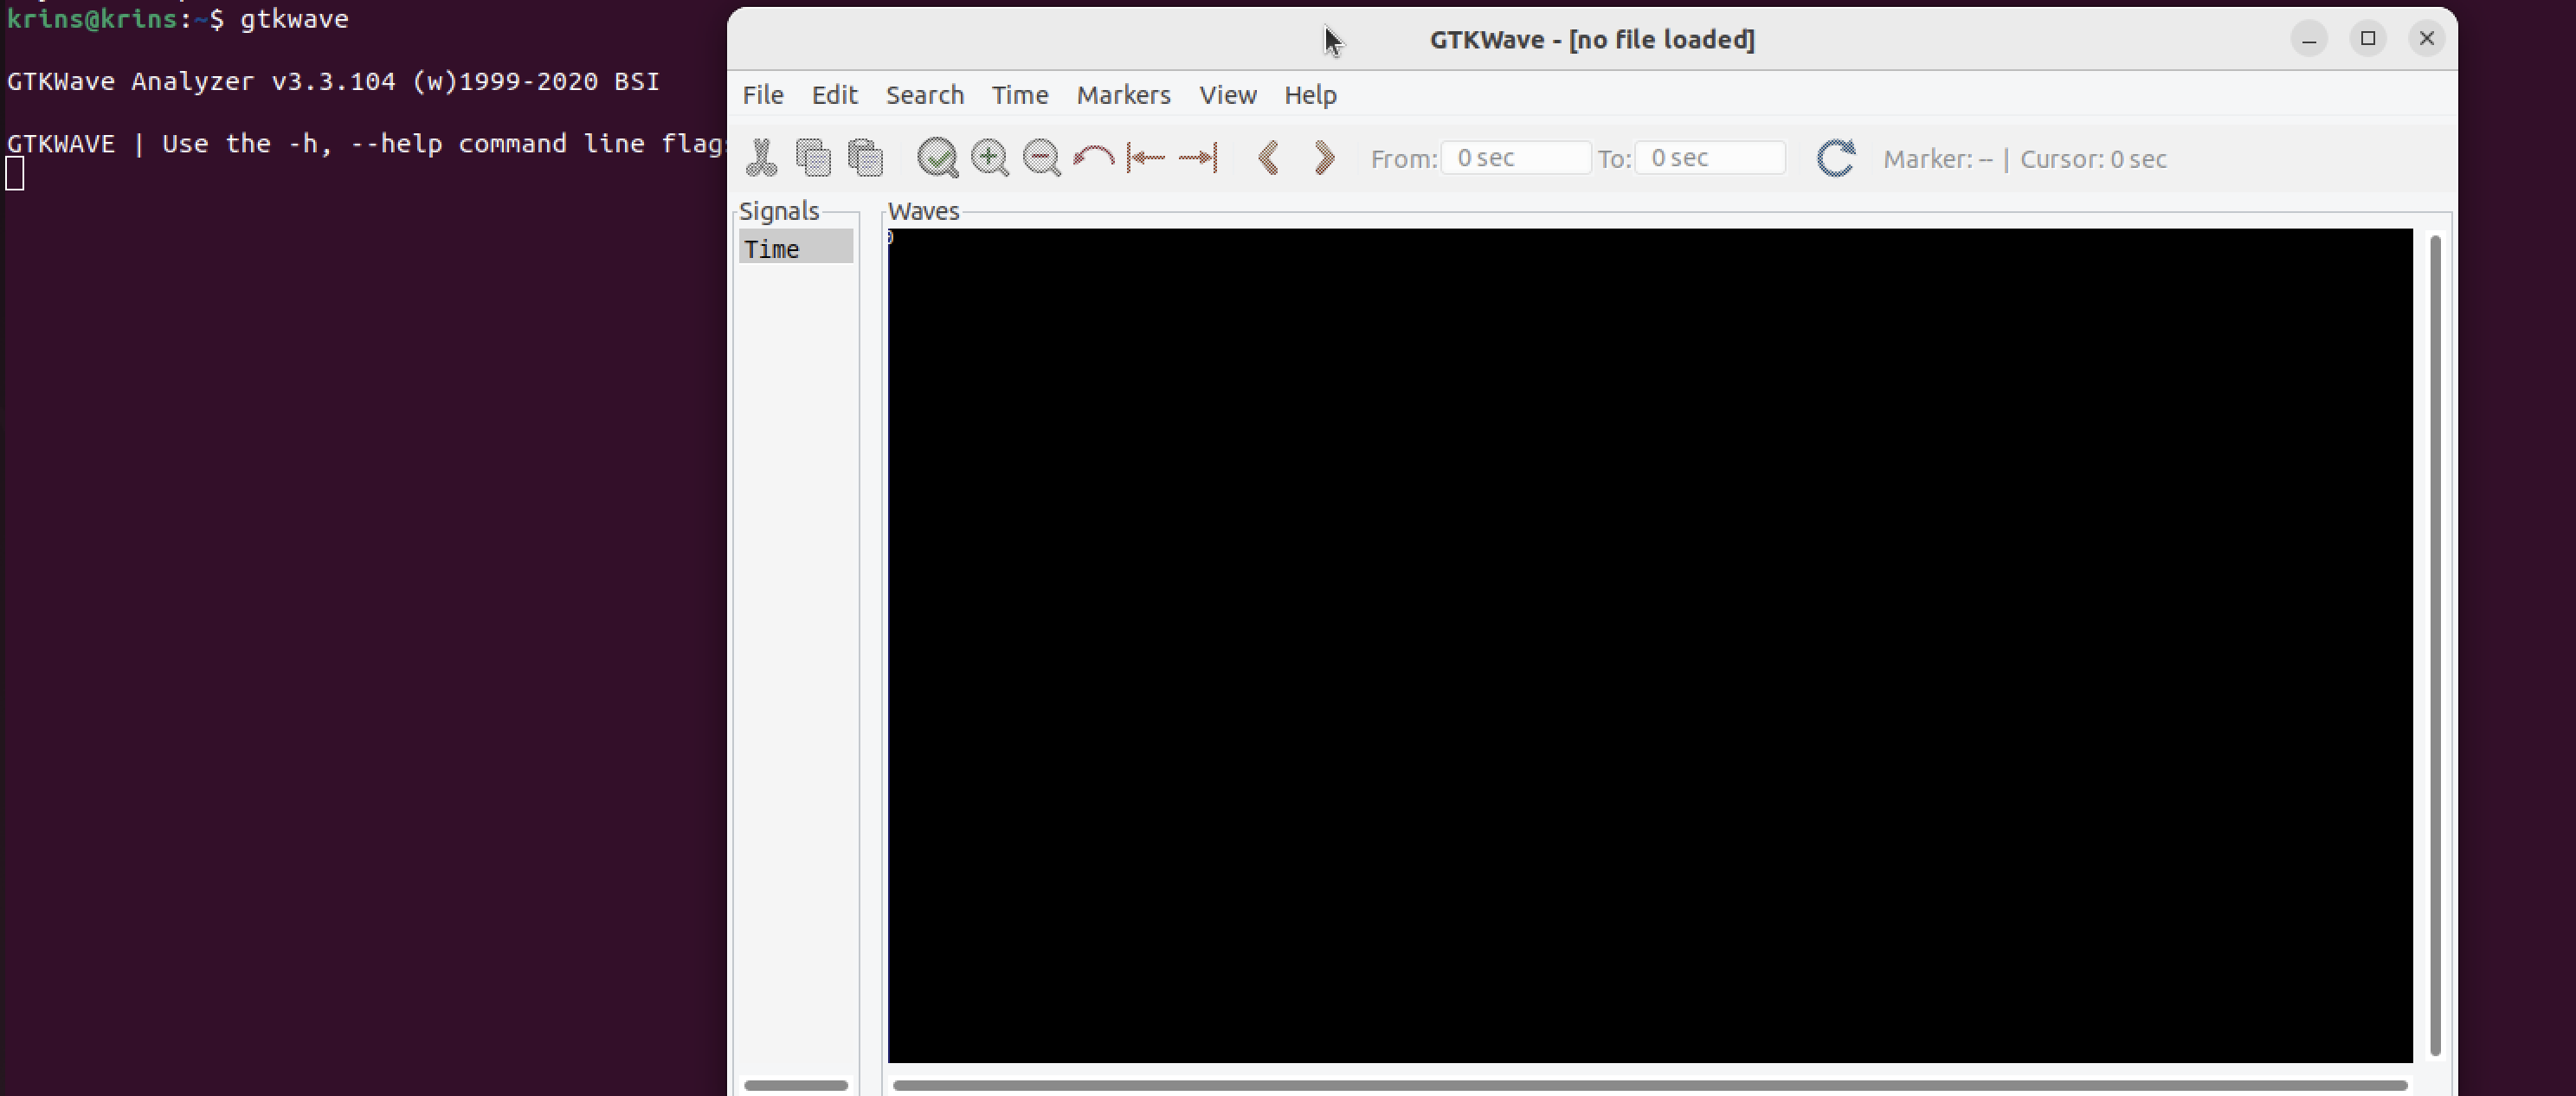 krins@krins:~$ gtkwave
GTKWave Analyzer v3.3.104 (w)1999-2020 BSI
GTKWAVE | Use the -h, --help command line flags
GTKWave - [no file loaded]
File Edit Search Time Markers View Help
From: 0 sec To: 0 sec Marker: -- | Cursor: 0 sec
Signals
Time
Waves
0